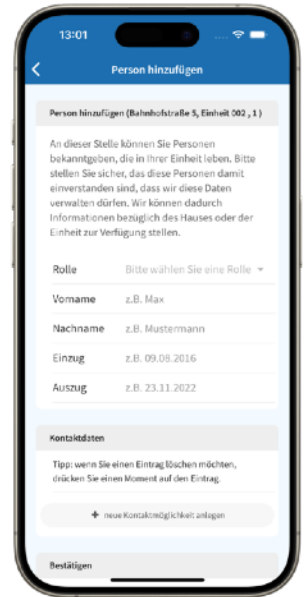 13:01
Person hinzufügen
Person hinzufügen (Bahnhofstraße 5, Einheit 002 , 1 )
An dieser Stelle können Sie Personen
bekanntgeben, die in Ihrer Einheit leben. Bitte
stellen Sie sicher, das diese Personen damit
einverstanden sind, dass wir diese Daten
verwalten dürfen. Wir können dadurch
Informationen bezüglich des Hauses oder der
Einheit zur Verfügung stellen.
Rolle Bitte wählen Sie eine Rolle
Vorname z.B. Max
Nachname z.B. Mustermann
Einzug z.B. 09.08.2016
Auszug z.B. 23.11.2022
Kontaktdaten
Tipp: wenn Sie einen Eintrag löschen möchten,
drücken Sie einen Moment auf den Eintrag.
+ neue Kontaktmöglichkeit anlegen
Bestätigen